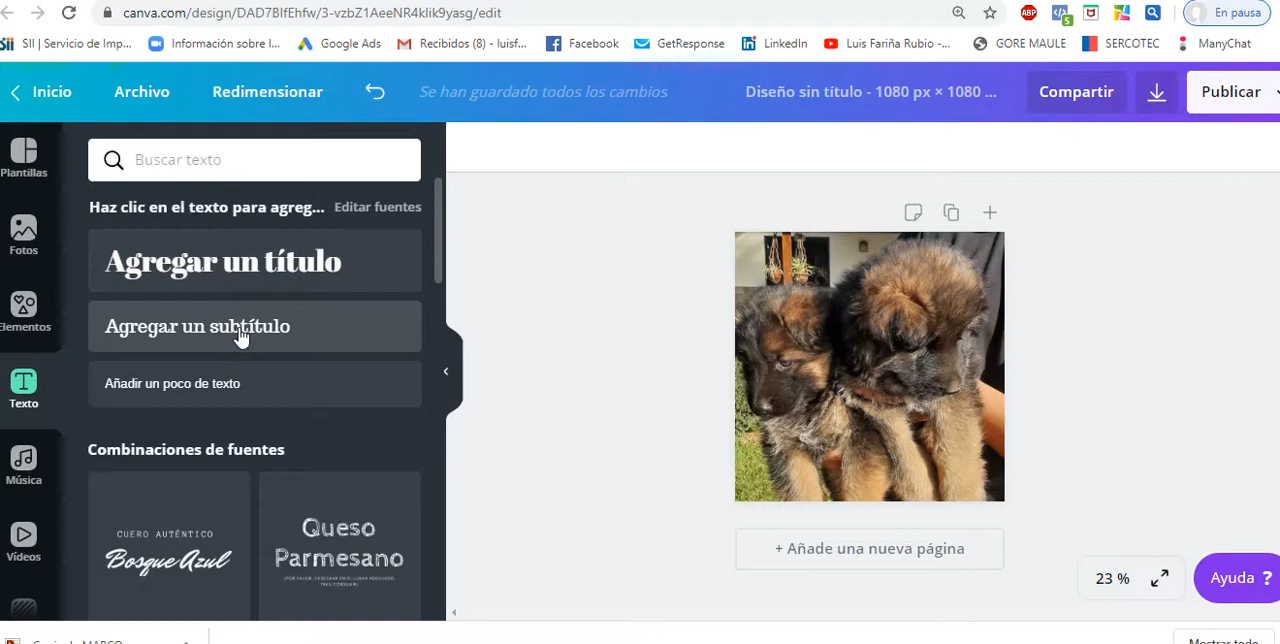 canva.com/design/DAD7BIfEhfw/3-vzbZ1AeeNR4klik9yasg/edit
ABP
5
En pausa
SII | Servicio de Imp...
Información sobre l...
Google Ads
Recibidos (8) - luisf...
Facebook
GetResponse
LinkedIn
Luis Fariña Rubio -...
GORE MAULE
SERCOTEC
ManyChat
Inicio
Archivo
Redimensionar
Se han guardado todos los cambios
Diseño sin título - 1080 px × 1080 ...
Compartir
Publicar
Plantillas
Fotos
Elementos
Texto
Música
Vídeos
Buscar texto
Haz clic en el texto para agreg...
Editar fuentes
Agregar un título
Agregar un subtítulo
Añadir un poco de texto
Combinaciones de fuentes
CUERO AUTÉNTICO
Bosque Azul
Queso
Parmesano
+ Añade una nueva página
23 %
Ayuda ?